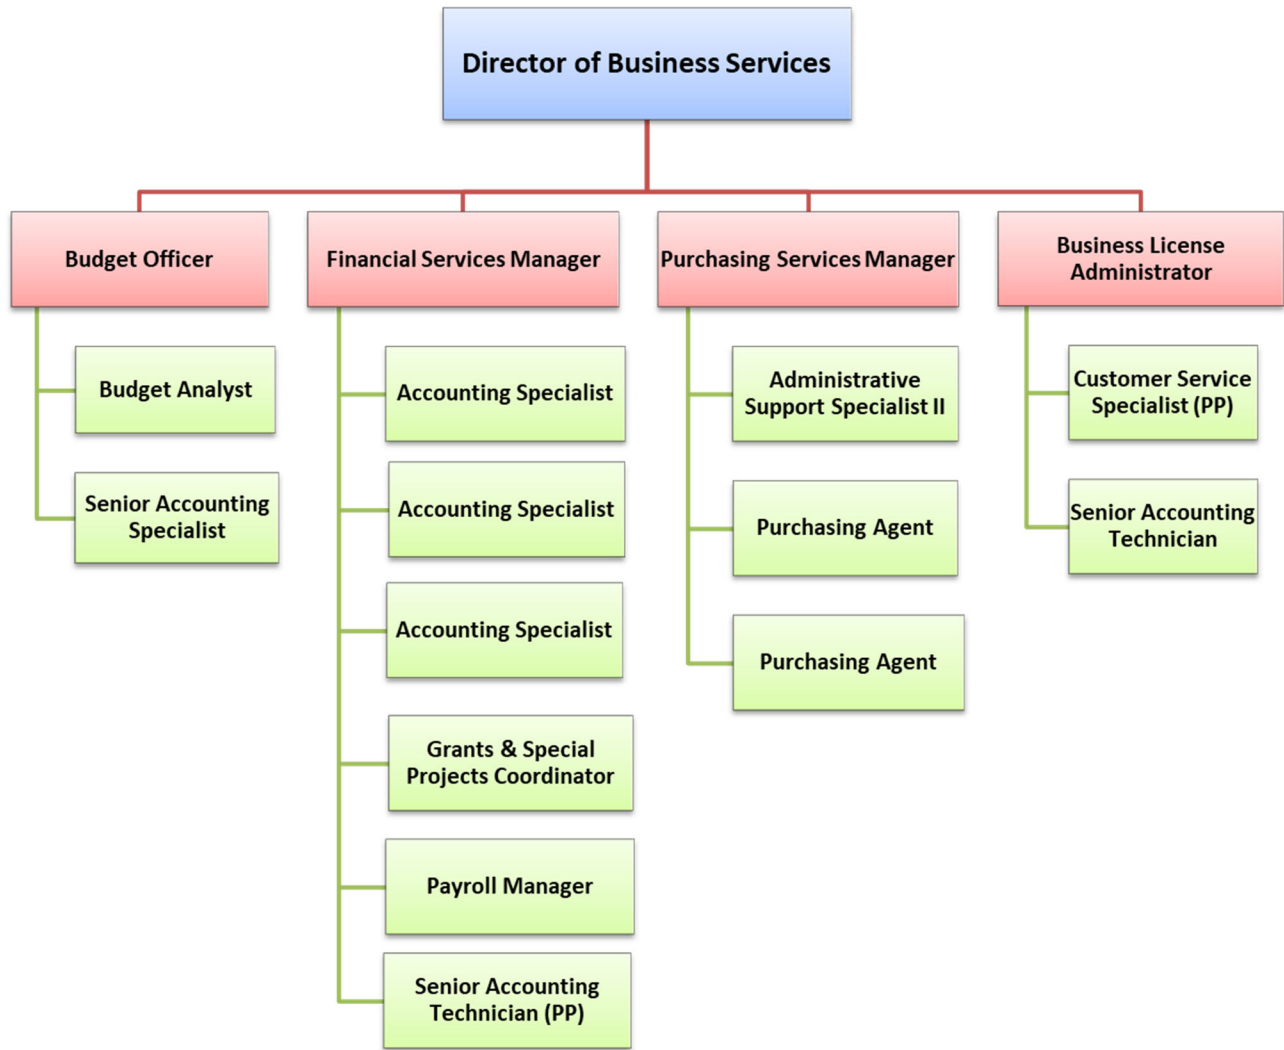 Director of Business Services
Budget Officer
Financial Services Manager
Purchasing Services Manager
Business License
Administrator
Budget Analyst
Senior Accounting
Specialist
Accounting Specialist
Accounting Specialist
Accounting Specialist
Grants & Special
Projects Coordinator
Payroll Manager
Senior Accounting
Technician (PP)
Administrative
Support Specialist II
Purchasing Agent
Purchasing Agent
Customer Service
Specialist (PP)
Senior Accounting
Technician